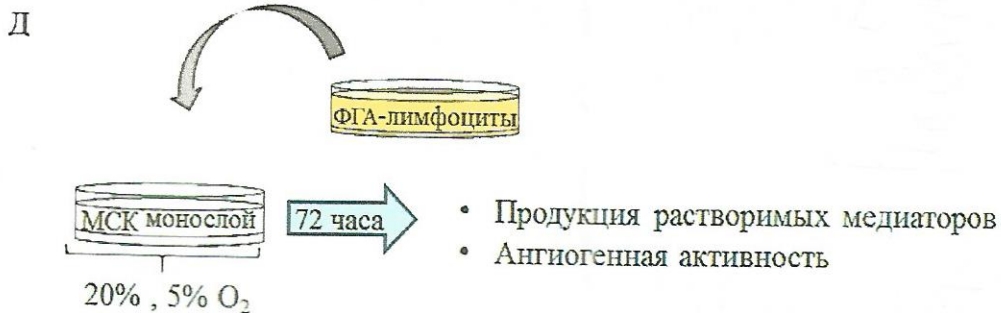 Д
ФГА-лимфоциты
МСК монослой
72 часа
• Продукция растворимых медиаторов
• Ангиогенная активность
20% , 5% O₂